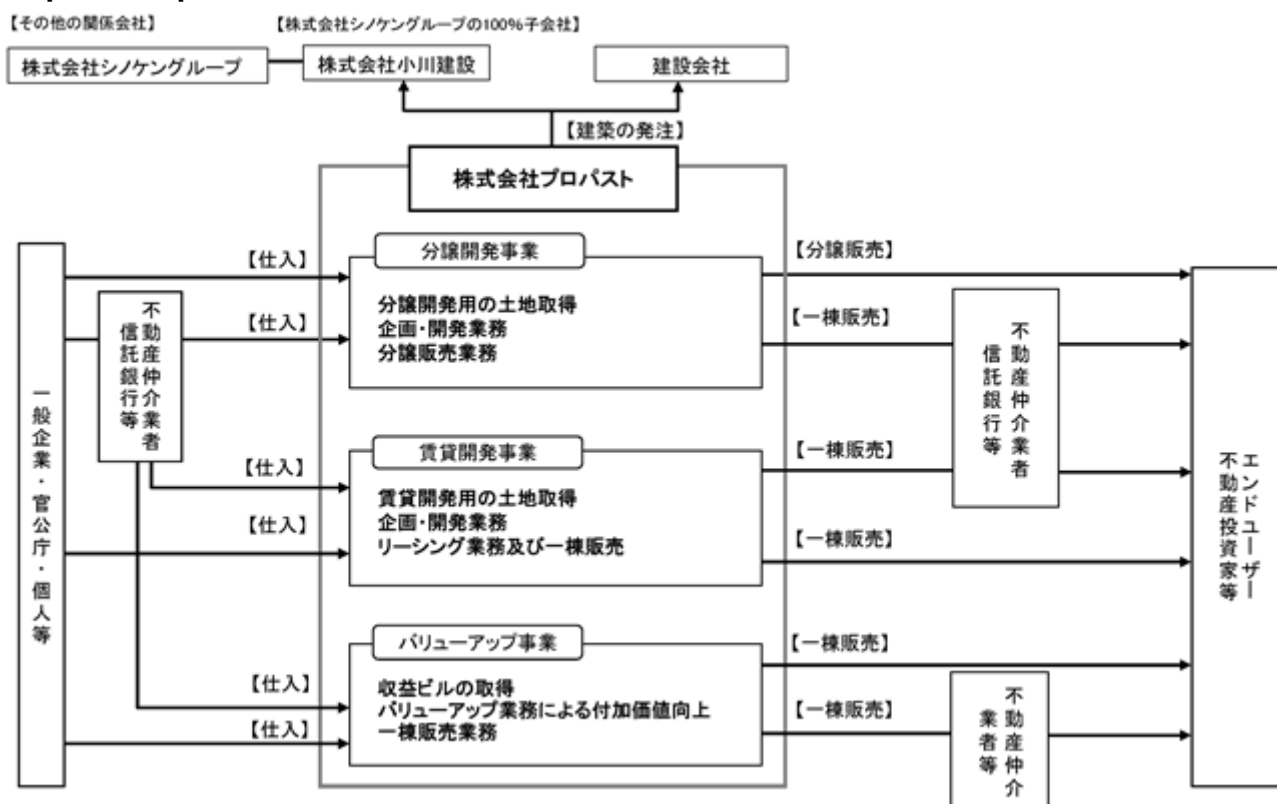 【その他の関係会社】
【株式会社シノケングループの100%子会社】
株式会社シノケングループ
株式会社小川建設
建設会社
【建築の発注】
株式会社プロパスト
一般企業・官公庁・個人等
不動産仲介業者
信託銀行等
【仕入】
【仕入】
分譲開発事業
分譲開発用の土地取得
企画・開発業務
分譲販売業務
【分譲販売】
【一棟販売】
【仕入】
【仕入】
賃貸開発事業
賃貸開発用の土地取得
企画・開発業務
リーシング業務及び一棟販売
【一棟販売】
【一棟販売】
不動産仲介業者
信託銀行等
【仕入】
【仕入】
バリューアップ事業
収益ビルの取得
バリューアップ業務による付加価値向上
一棟販売業務
【一棟販売】
【一棟販売】
不動産仲介
業者等
エンドユーザー
不動産投資家等